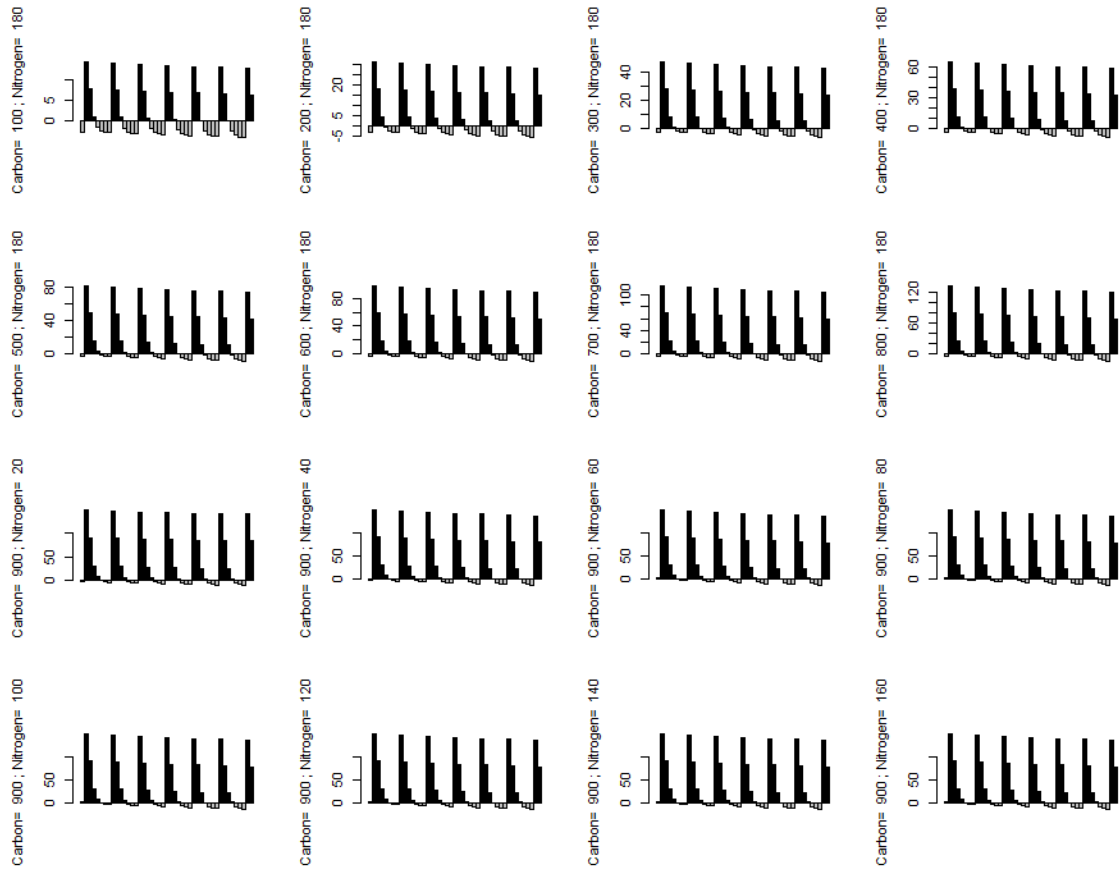 Carbon= 100 ; Nitrogen= 180
5
0
Carbon= 200 ; Nitrogen= 180
20
5
-5
Carbon= 300 ; Nitrogen= 180
40
20
0
Carbon= 400 ; Nitrogen= 180
60
30
0
Carbon= 500 ; Nitrogen= 180
80
40
0
Carbon= 600 ; Nitrogen= 180
80
40
0
Carbon= 700 ; Nitrogen= 180
100
40
0
Carbon= 800 ; Nitrogen= 180
120
60
0
Carbon= 900 ; Nitrogen= 20
50
0
Carbon= 900 ; Nitrogen= 40
50
0
Carbon= 900 ; Nitrogen= 60
50
0
Carbon= 900 ; Nitrogen= 80
50
0
Carbon= 900 ; Nitrogen= 100
50
0
Carbon= 900 ; Nitrogen= 120
50
0
Carbon= 900 ; Nitrogen= 140
50
0
Carbon= 900 ; Nitrogen= 160
50
0